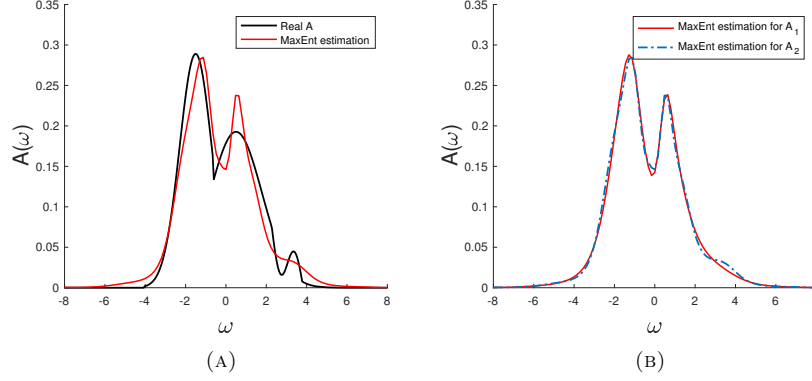 0.35
0.3
0.25
0.2
0.15
0.1
0.05
0
A(ω)
Real A
MaxEnt estimation
-8 -6 -4 -2 0 2 4 6 8
ω
(A)
0.35
0.3
0.25
0.2
0.15
0.1
0.05
0
A(ω)
MaxEnt estimation for A1
MaxEnt estimation for A2
-8 -6 -4 -2 0 2 4 6
ω
(B)